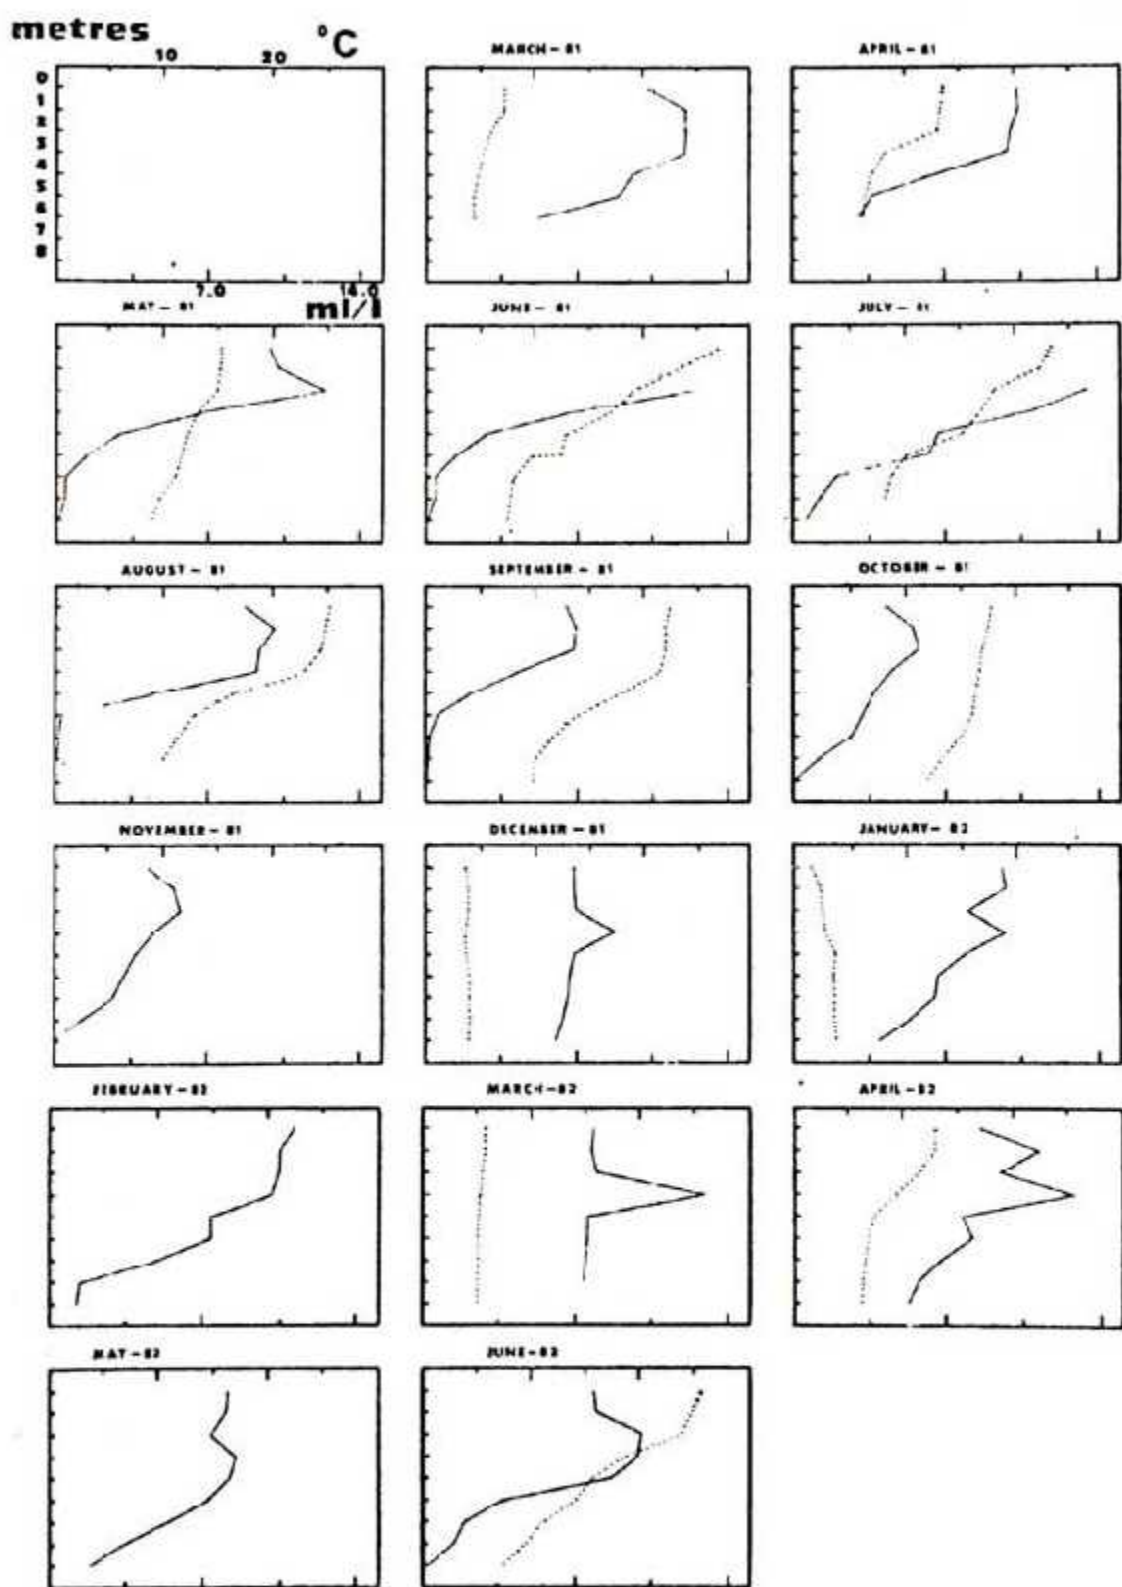 metres
10 20 °C
0
1
2
3
4
5
6
7
8
7.0 14.0
ml/l
MARCH - 81
APRIL - 81
MAY - 81
JUNE - 81
JULY - 81
AUGUST - 81
SEPTEMBER - 81
OCTOBER - 81
NOVEMBER - 81
DECEMBER - 81
JANUARY - 82
FEBRUARY - 82
MARCH - 82
APRIL - 82
MAY - 82
JUNE - 82